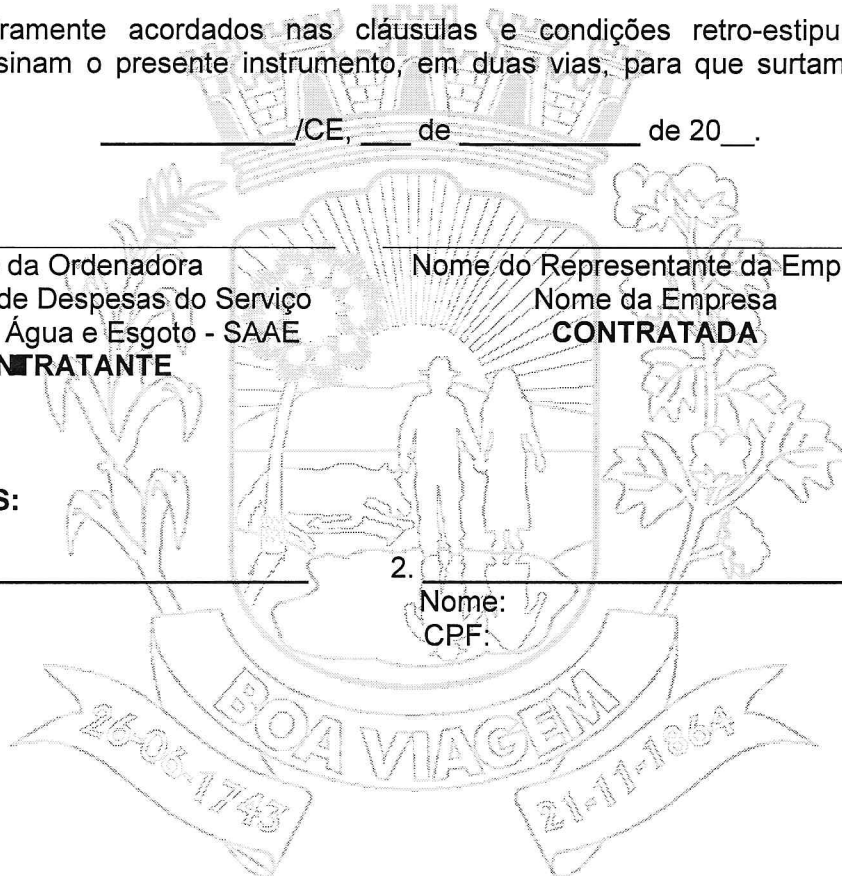 ramente acordados nas cláusulas e condições retro-estipu
sinam o presente instrumento, em duas vias, para que surtam
___________/CE, ___ de ___________ de 20__.
da Ordenadora
de Despesas do Serviço
Água e Esgoto - SAAE
NTRATANTE
Nome do Representante da Emp
Nome da Empresa
CONTRATADA
S:
2.
Nome:
CPF:
BOA VIAGEM
26-06-1743
21-11-1864